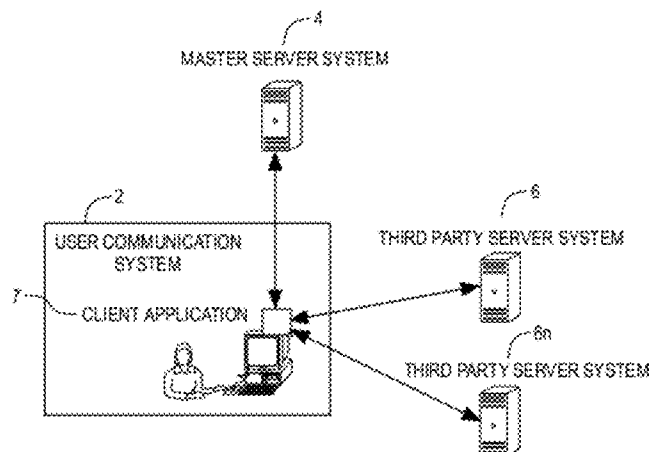 4
MASTER SERVER SYSTEM
2
USER COMMUNICATION
SYSTEM
7
CLIENT APPLICATION
6
THIRD PARTY SERVER SYSTEM
6n
THIRD PARTY SERVER SYSTEM